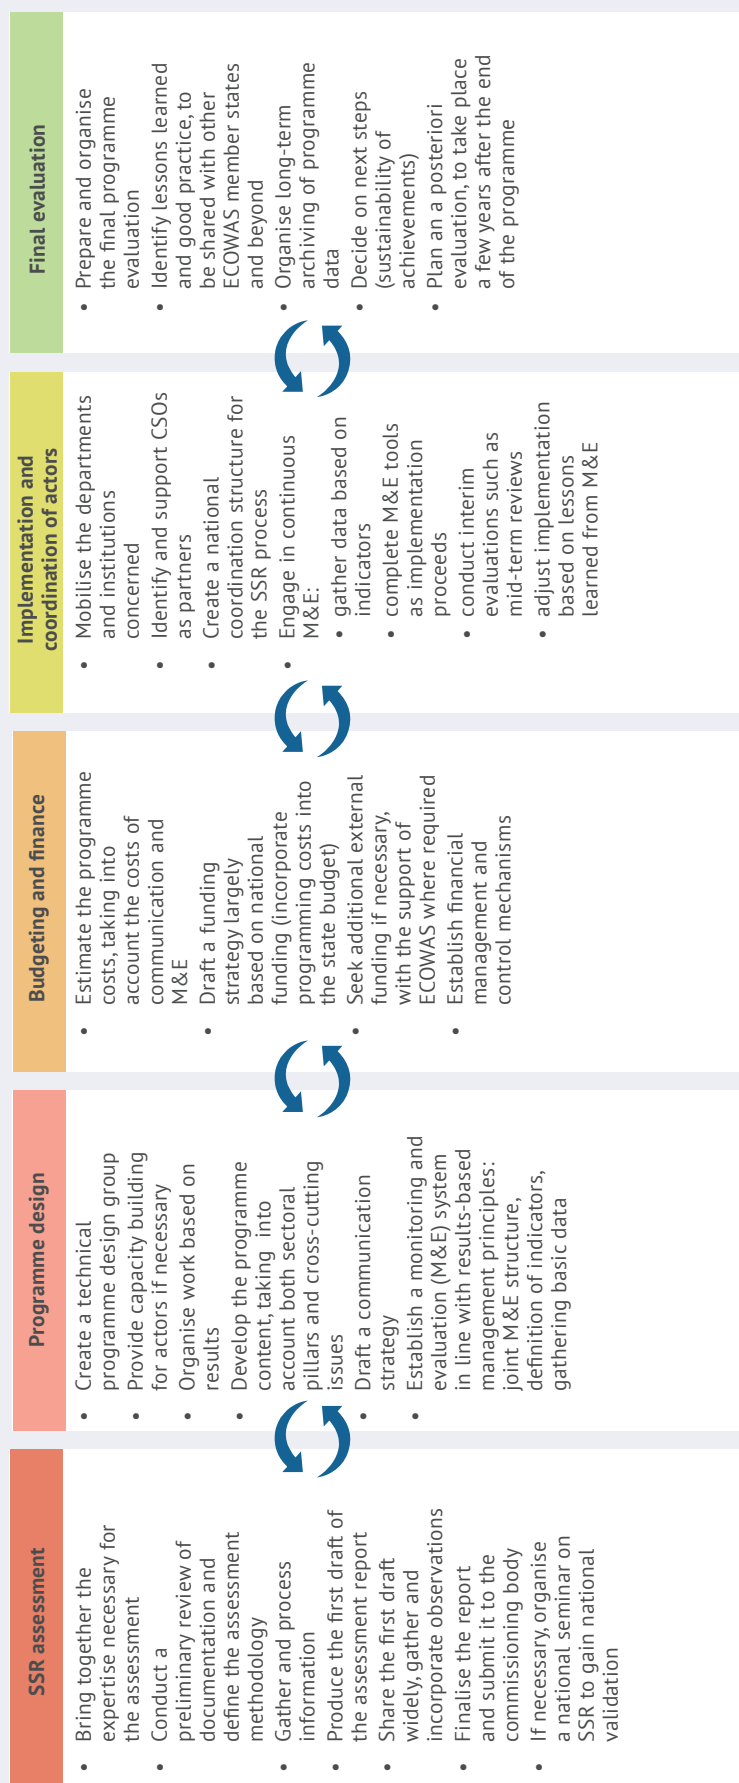 SSR assessment
• Bring together the
expertise necessary for
the assessment
• Conduct a
preliminary review of
documentation and
define the assessment
methodology
• Gather and process
information
• Produce the first draft of
the assessment report
• Share the first draft
widely, gather and
incorporate observations
• Finalise the report
and submit it to the
commissioning body
• If necessary, organise
a national seminar on
SSR to gain national
validation
Programme design
• Create a technical
programme design group
• Provide capacity building
for actors if necessary
• Organise work based on
results
• Develop the programme
content, taking into
account both sectoral
pillars and cross-cutting
issues
• Draft a communication
strategy
• Establish a monitoring and
evaluation (M&E) system
in line with results-based
management principles:
joint M&E structure,
definition of indicators,
gathering basic data
Budgeting and finance
• Estimate the programme
costs, taking into
account the costs of
communication and
M&E
• Draft a funding
strategy largely
based on national
funding (incorporate
programming costs into
the state budget)
• Seek additional external
funding if necessary,
with the support of
ECOWAS where required
• Establish financial
management and
control mechanisms
Implementation and
coordination of actors
• Mobilise the departments
and institutions
concerned
• Identify and support CSOs
as partners
• Create a national
coordination structure for
the SSR process
• Engage in continuous
M&E:
• gather data based on
indicators
• complete M&E tools
as implementation
proceeds
• conduct interim
evaluations such as
mid-term reviews
• adjust implementation
based on lessons
learned from M&E
Final evaluation
• Prepare and organise
the final programme
evaluation
• Identify lessons learned
and good practice, to
be shared with other
ECOWAS member states
and beyond
• Organise long-term
archiving of programme
data
• Decide on next steps
(sustainability of
achievements)
• Plan an a posteriori
evaluation, to take place
a few years after the end
of the programme